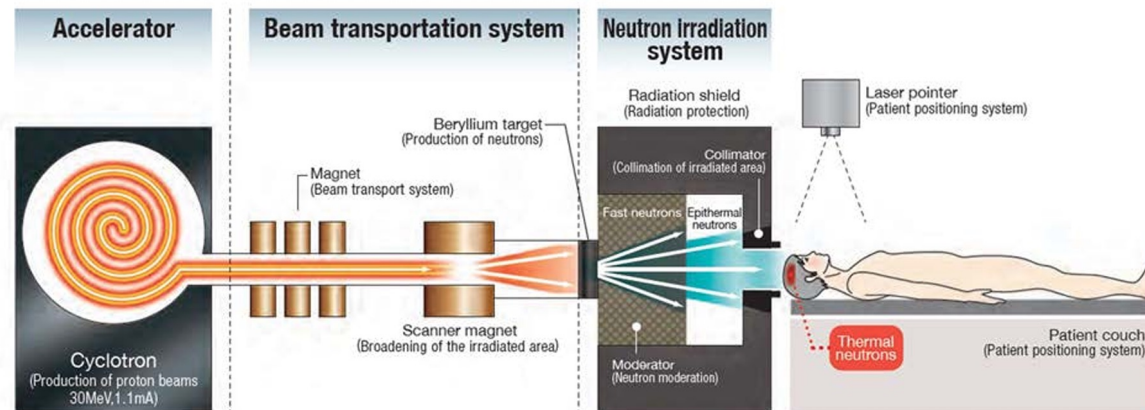 Accelerator
Beam transportation system
Neutron irradiation
system
Radiation shield
(Radiation protection)
Laser pointer
(Patient positioning system)
Beryllium target
(Production of neutrons)
Collimator
(Collimation of irradiated area)
Magnet
(Beam transport system)
Fast neutrons
Epithermal
neutrons
Scanner magnet
(Broadening of the irradiated area)
Cyclotron
(Production of proton beams
30MeV,1.1mA)
Moderator
(Neutron moderation)
Thermal
neutrons
Patient couch
(Patient positioning system)